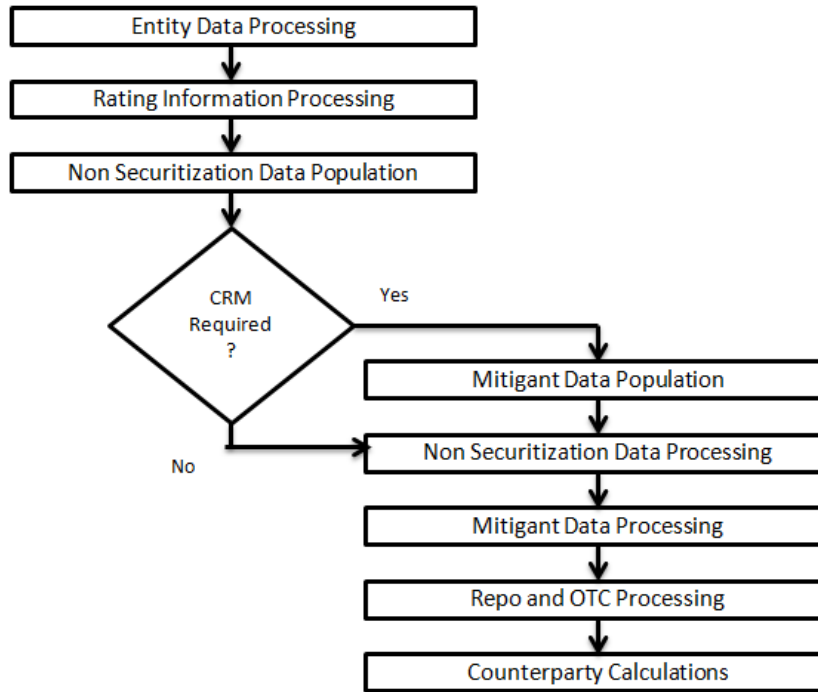 Entity Data Processing
Rating Information Processing
Non Securitization Data Population
CRM
Required
?
Yes
No
Mitigant Data Population
Non Securitization Data Processing
Mitigant Data Processing
Repo and OTC Processing
Counterparty Calculations